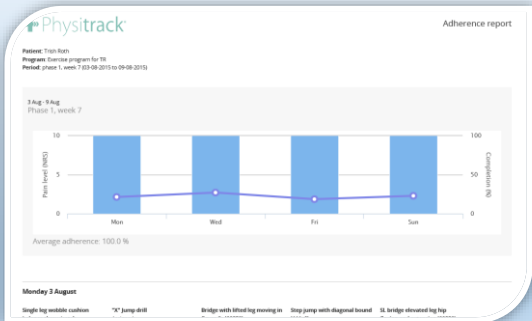 Physitrack
Adherence report
Patient: Trish Roth
Program: Exercise program for TR
Period: phase 1, week 7 (03-08-2015 to 09-08-2015)
3 Aug - 9 Aug
Phase 1, week 7
10
5
0
Pain level (NRS)
100
50
0
Completion (%)
Mon
Wed
Fri
Sun
Average adherence: 100.0 %
Monday 3 August
Single leg wobble cushion
"X" Jump drill
Bridge with lifted leg moving in
Step jump with diagonal bound
SL bridge elevated leg hip